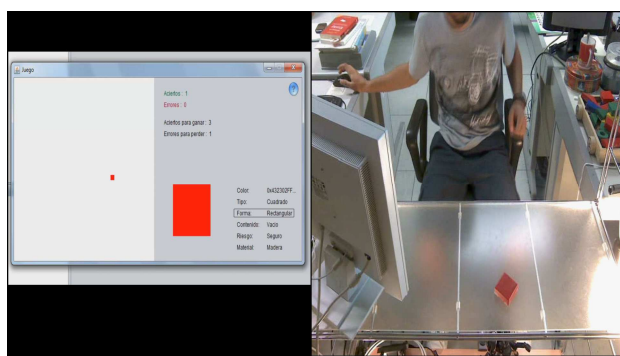 Juego
Aciertos : 1
Errores : 0
Aciertos para ganar : 3
Errores para perder : 1
Color: 0x432302FF...
Tipo: Cuadrado
Forma: Rectangular
Contenido: Vacio
Riesgo: Seguro
Material: Madera